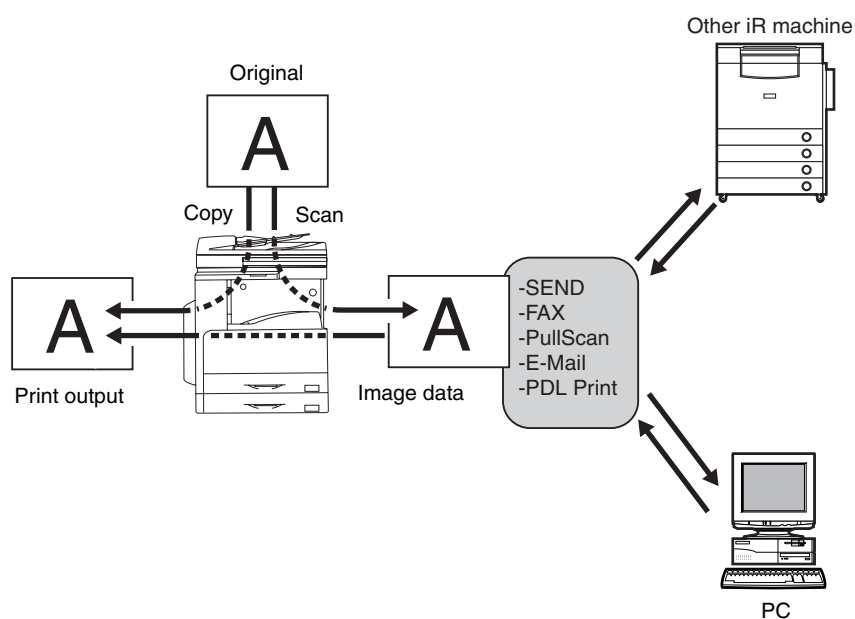 Other iR machine
Original
A
Copy
Scan
A
A
-SEND
-FAX
-PullScan
-E-Mail
-PDL Print
Print output
Image data
PC